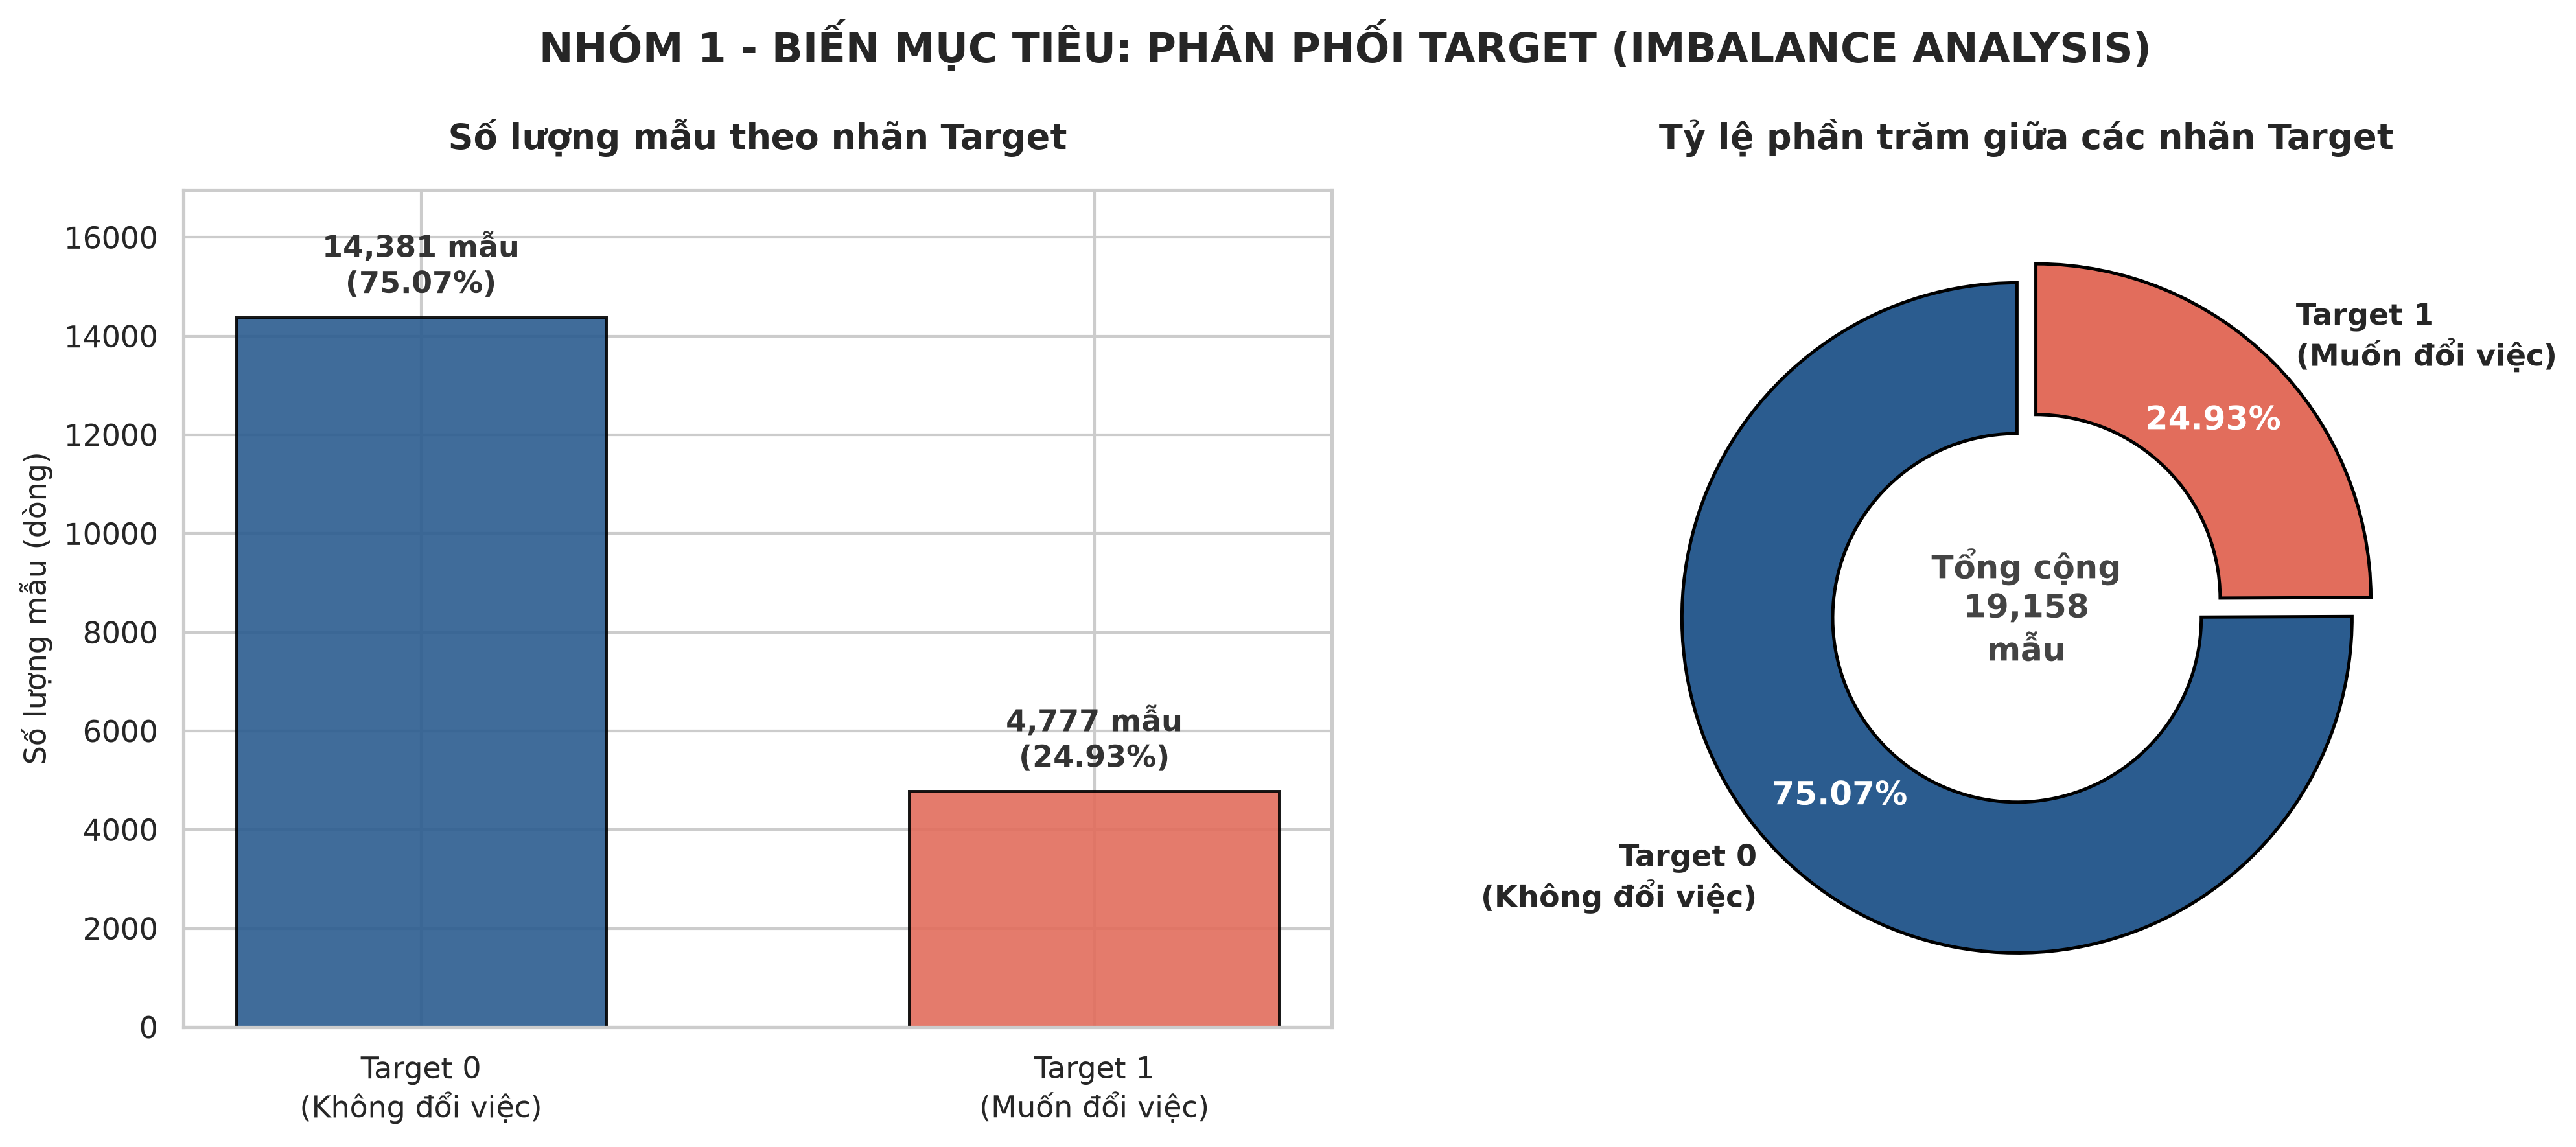 NHÓM 1 - BIẾN MỤC TIÊU: PHÂN PHỐI TARGET (IMBALANCE ANALYSIS)
Số lượng mẫu theo nhãn Target
Số lượng mẫu (dòng)
16000
14000
12000
10000
8000
6000
4000
2000
0
14,381 mẫu
(75.07%)
4,777 mẫu
(24.93%)
Target 0
(Không đổi việc)
Target 1
(Muốn đổi việc)
Tỷ lệ phần trăm giữa các nhãn Target
Target 1
(Muốn đổi việc)
24.93%
Tổng cộng
19,158
mẫu
75.07%
Target 0
(Không đổi việc)